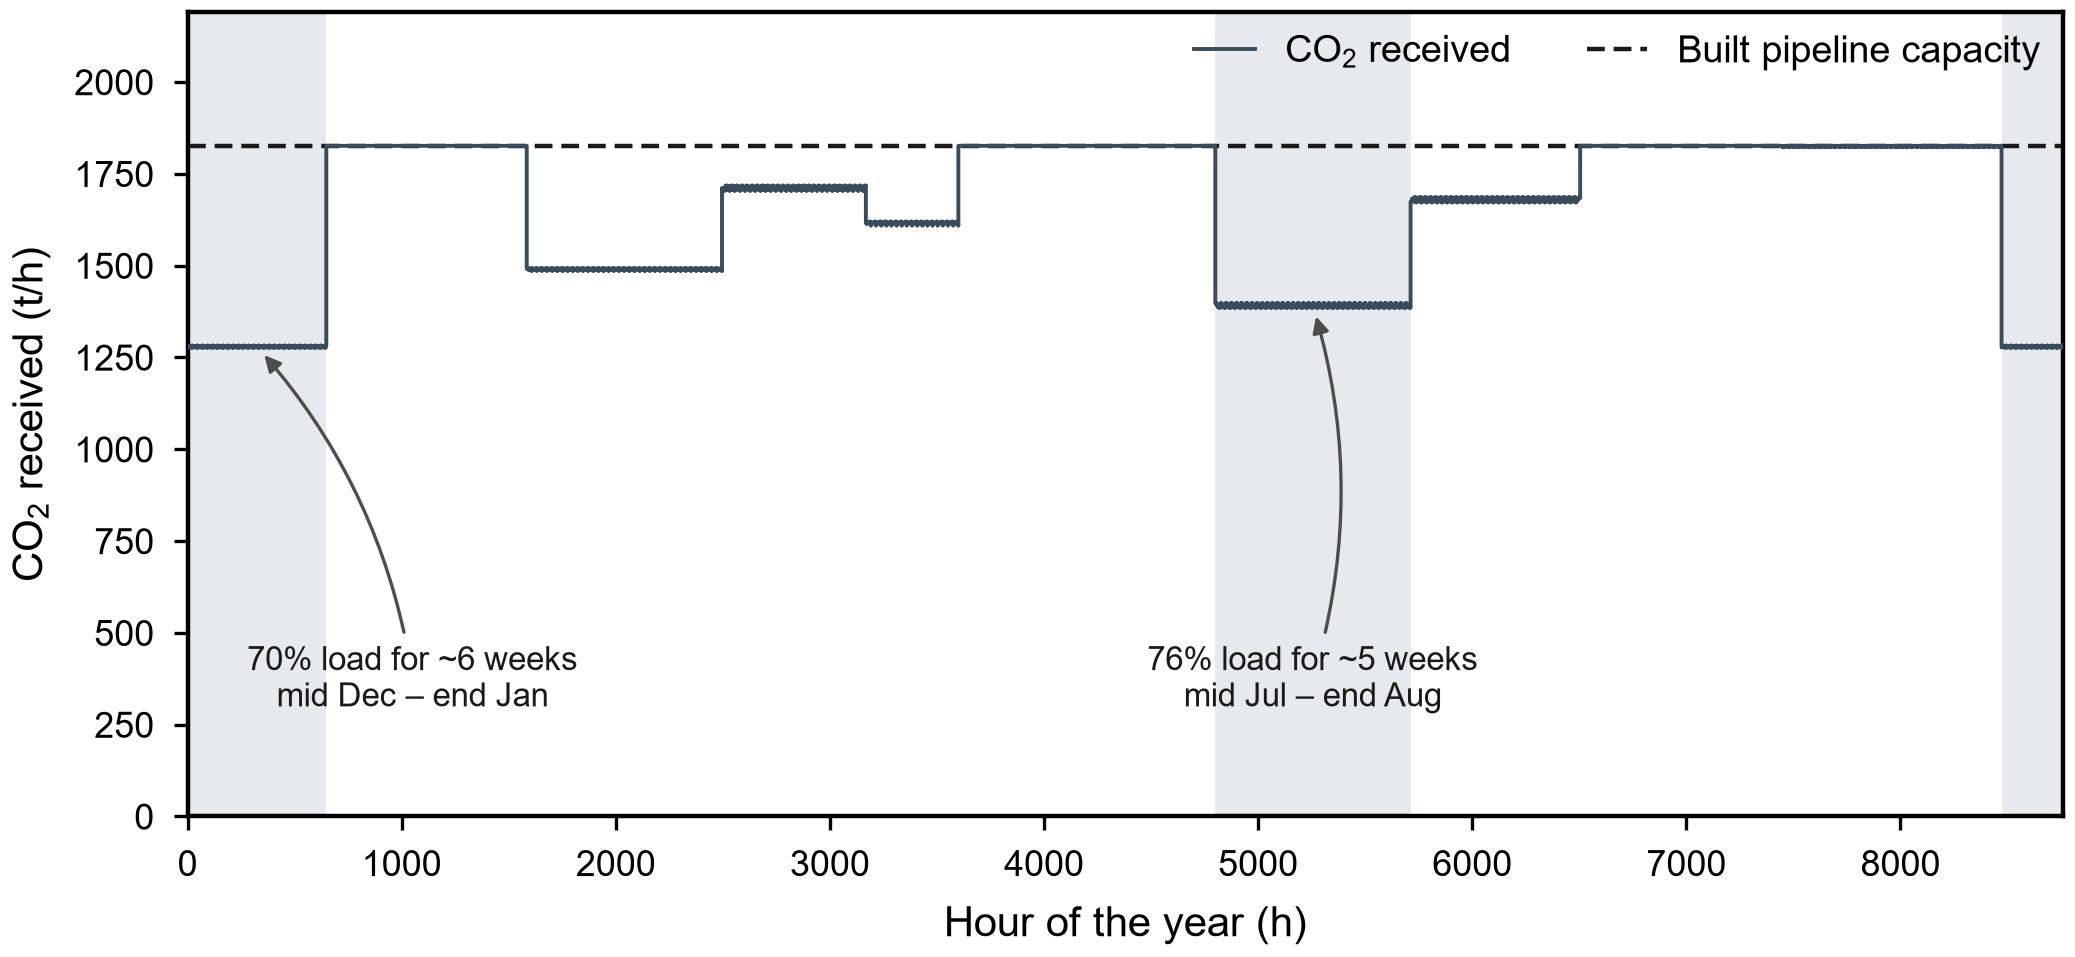 CO₂ received
Built pipeline capacity
CO₂ received (t/h)
2000
1750
1500
1250
1000
750
500
250
0
70% load for ~6 weeks
mid Dec – end Jan
76% load for ~5 weeks
mid Jul – end Aug
0 1000 2000 3000 4000 5000 6000 7000 8000
Hour of the year (h)